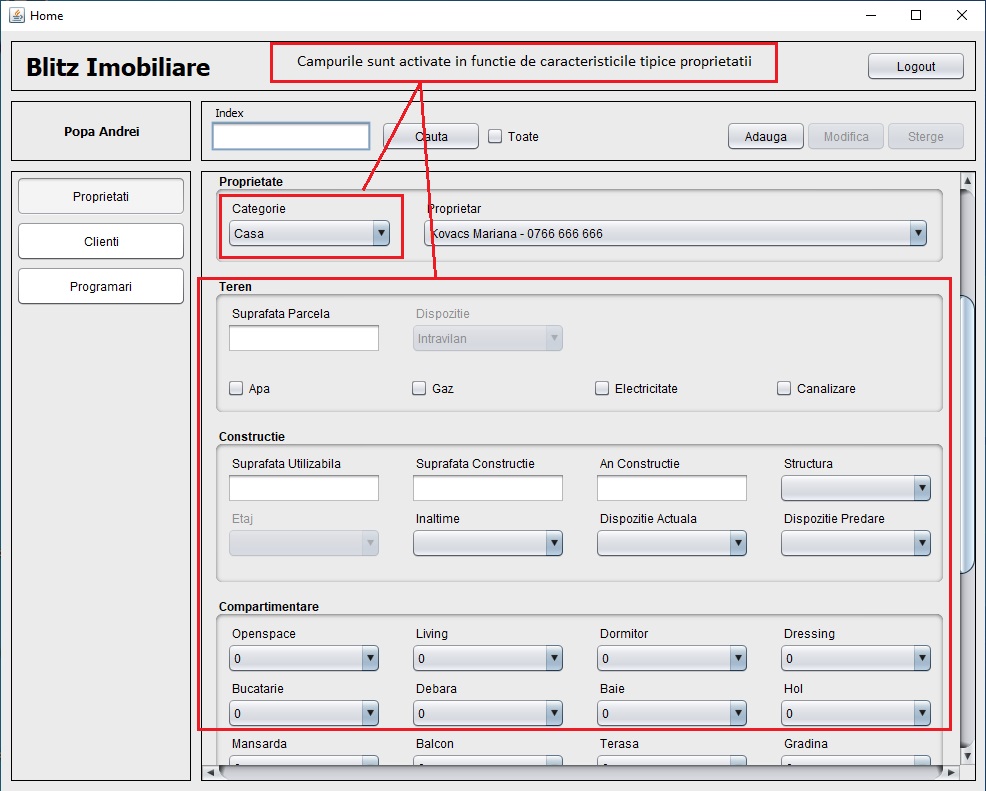 Home
Blitz Imobiliare
Campurile sunt activate in functie de caracteristicile tipice proprietatii
Logout
Popa Andrei
Index
Cauta
Toate
Adauga
Modifica
Sterge
Proprietati
Clienti
Programari
Proprietate
Categorie
Proprietar
Casa
Kovacs Mariana - 0766 666 666
Teren
Suprafata Parcela
Dispozitie
Intravilan
Apa
Gaz
Electricitate
Canalizare
Constructie
Suprafata Utilizabila
Suprafata Constructie
An Constructie
Structura
Etaj
Inaltime
Dispozitie Actuala
Dispozitie Predare
Compartimentare
Openspace
Living
Dormitor
Dressing
0
0
0
0
Bucatarie
Debara
Baie
Hol
0
0
0
0
Mansarda
Balcon
Terasa
Gradina